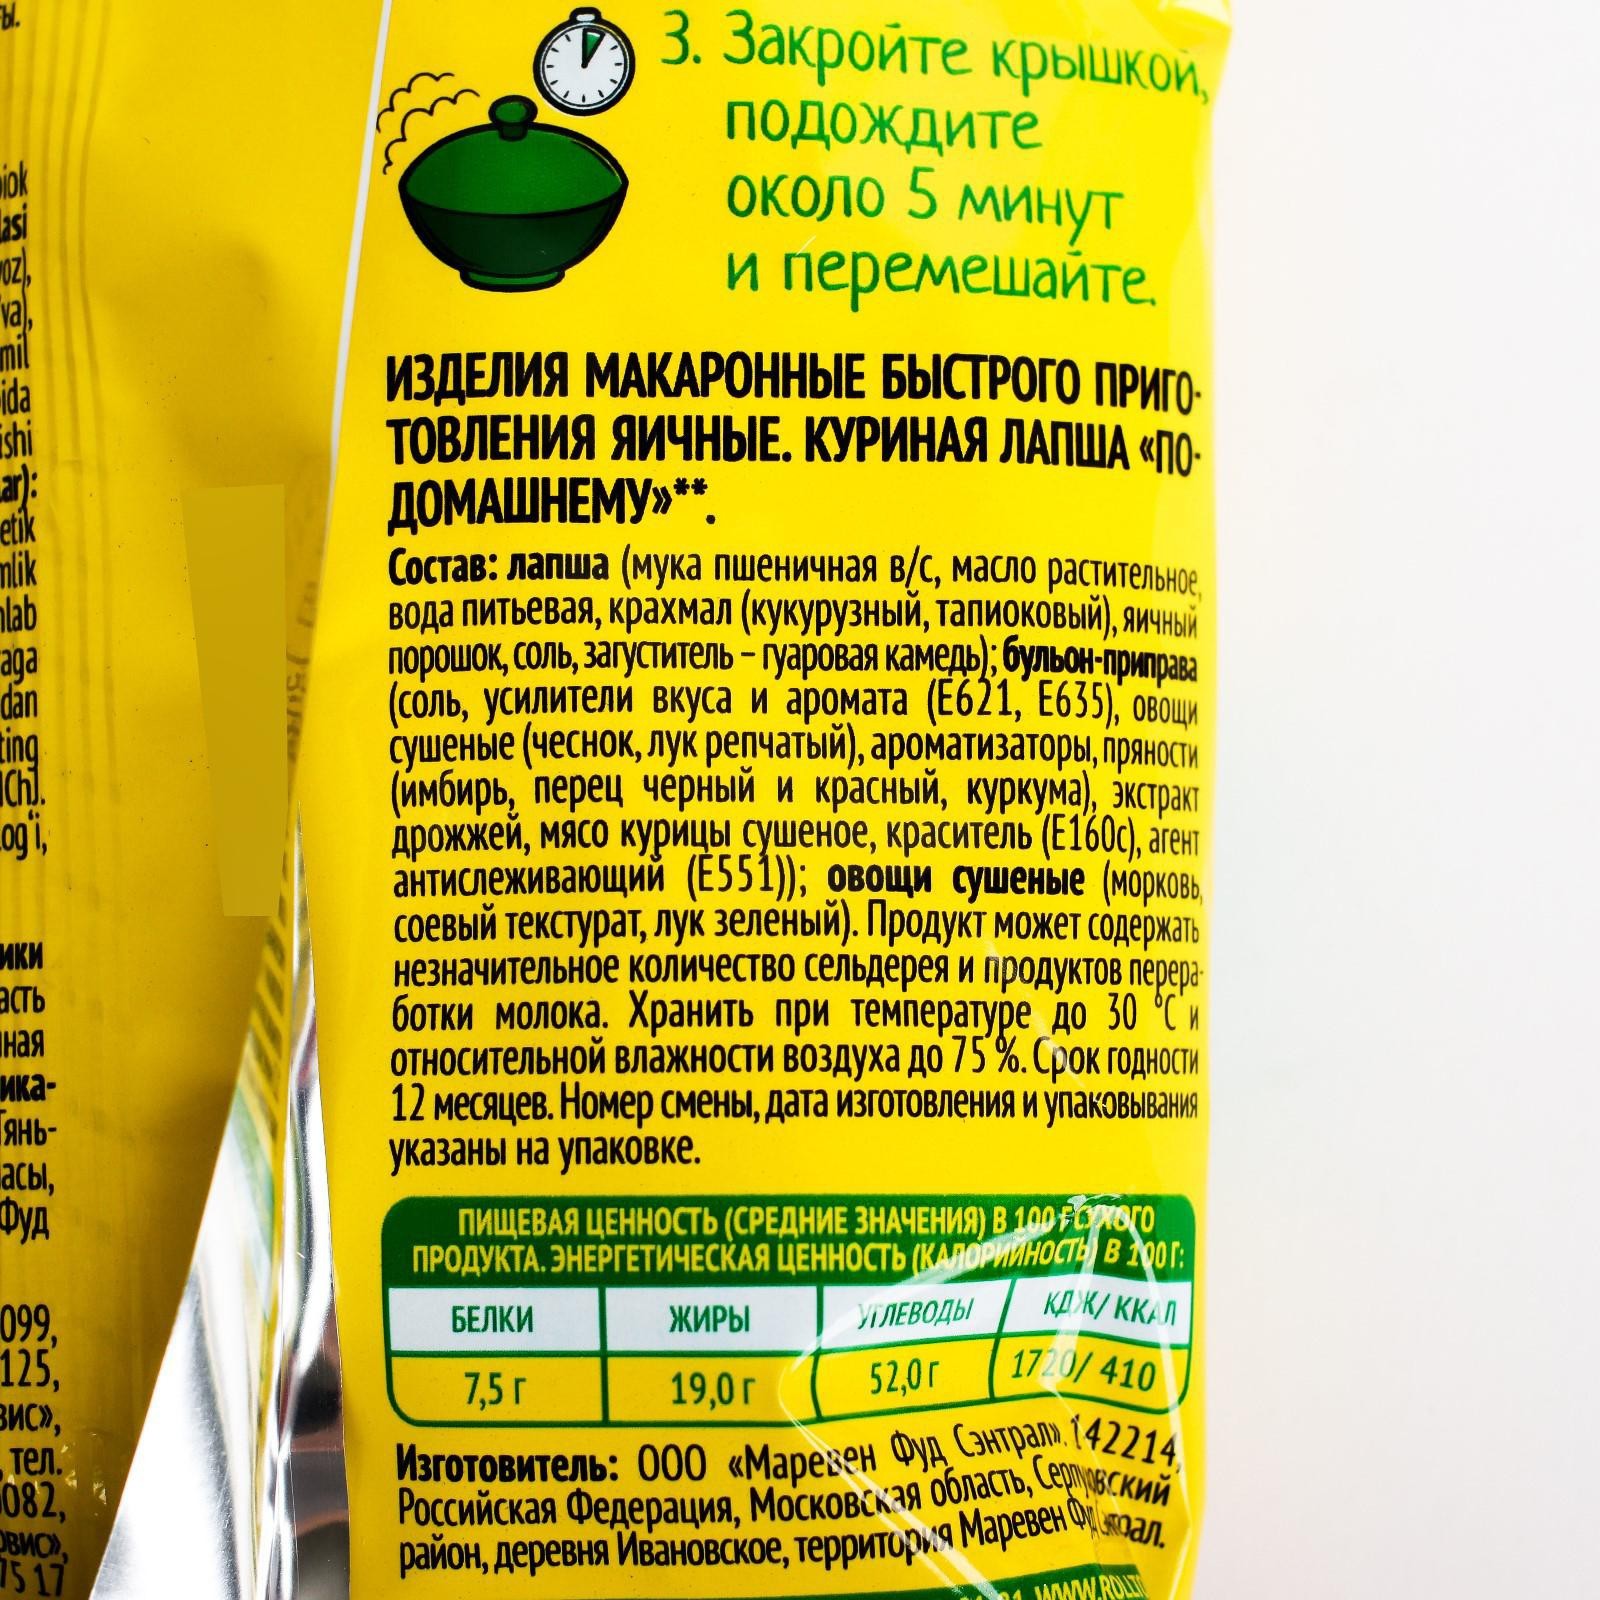 ты.
3. Закройте крышкой,
подождите
около 5 минут
и перемешайте.
ИЗДЕЛИЯ МАКАРОННЫЕ БЫСТРОГО ПРИГО-
ТОВЛЕНИЯ ЯИЧНЫЕ. КУРИНАЯ ЛАПША «ПО-
ДОМАШНЕМУ»**.
Состав: лапша (мука пшеничная в/с, масло растительное,
вода питьевая, крахмал (кукурузный, тапиоковый), яичный
порошок, соль, загуститель – гуаровая камедь); бульон-приправа
(соль, усилители вкуса и аромата (Е621, Е635), овощи
сушеные (чеснок, лук репчатый), ароматизаторы, пряности
(имбирь, перец черный и красный, куркума), экстракт
дрожжей, мясо курицы сушеное, краситель (Е160с), агент
антислеживающий (Е551)); овощи сушеные (морковь,
соевый текстурат, лук зеленый). Продукт может содержать
незначительное количество сельдерея и продуктов перера-
ботки молока. Хранить при температуре до 30 °С и
относительной влажности воздуха до 75 %. Срок годности
12 месяцев. Номер смены, дата изготовления и упаковывания
указаны на упаковке.
ПИЩЕВАЯ ЦЕННОСТЬ (СРЕДНИЕ ЗНАЧЕНИЯ) В 100 Г СУХОГО
ПРОДУКТА. ЭНЕРГЕТИЧЕСКАЯ ЦЕННОСТЬ (КАЛОРИЙНОСТЬ) В 100 Г:
БЕЛКИ ЖИРЫ УГЛЕВОДЫ КДЖ/ ККАЛ
7,5 г 19,0 г 52,0 г 1720/ 410
Изготовитель: ООО «Маревен Фуд Сэнтрал». 142214,
Российская Федерация, Московская область, Серпуховский
район, деревня Ивановское, территория Маревен Фуд Сэнтрал.
WWW.ROLLTO